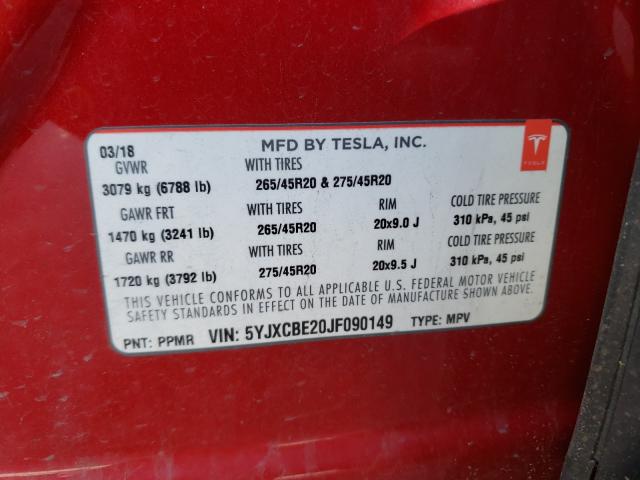 MFD BY TESLA, INC.
TESLA
03/18
GVWR WITH TIRES
3079 kg (6788 lb) 265/45R20 & 275/45R20
GAWR FRT WITH TIRES RIM COLD TIRE PRESSURE
1470 kg (3241 lb) 265/45R20 20x9.0 J 310 kPa, 45 psi
GAWR RR WITH TIRES RIM COLD TIRE PRESSURE
1720 kg (3792 lb) 275/45R20 20x9.5 J 310 kPa, 45 psi
THIS VEHICLE CONFORMS TO ALL APPLICABLE U.S. FEDERAL MOTOR VEHICLE
SAFETY STANDARDS IN EFFECT ON THE DATE OF MANUFACTURE SHOWN ABOVE.
PNT: PPMR VIN: 5YJXCBE20JF090149 TYPE: MPV